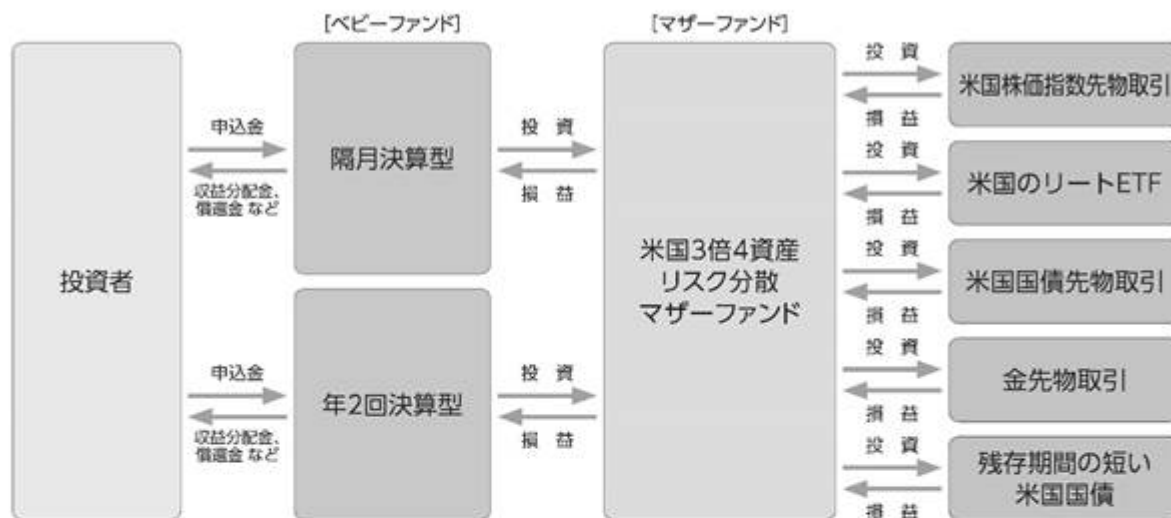 [ベビーファンド]
[マザーファンド]
投資者
申込金
収益分配金、
償還金 など
隔月決算型
投 資
損 益
申込金
収益分配金、
償還金 など
年2回決算型
投 資
損 益
米国3倍4資産
リスク分散
マザーファンド
投 資
損 益
米国株価指数先物取引
投 資
損 益
米国のリートETF
投 資
損 益
米国国債先物取引
投 資
損 益
金先物取引
投 資
損 益
残存期間の短い
米国国債